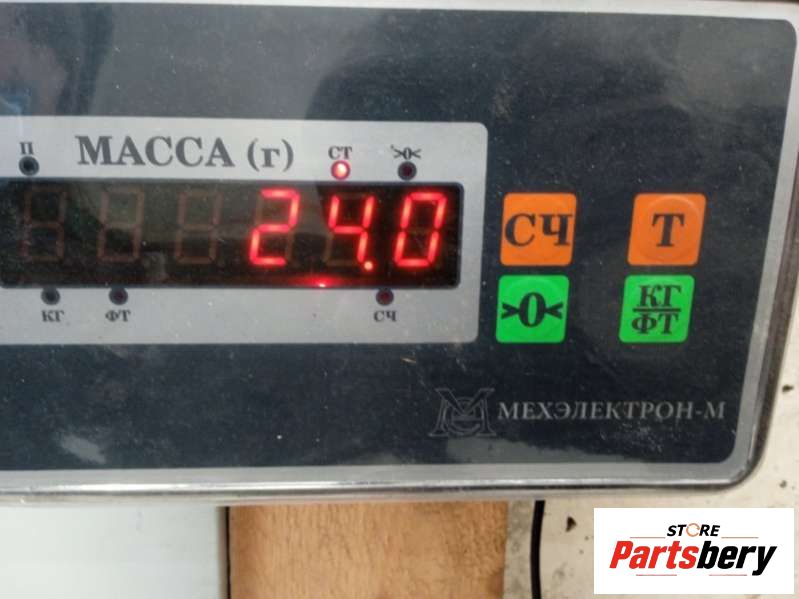 П МАССА (г) СТ >0<
24.0
КГ ФТ СЧ
СЧ Т
>0< КГ/ФТ
МЕХЭЛЕКТРОН-М
STORE
Partsbery